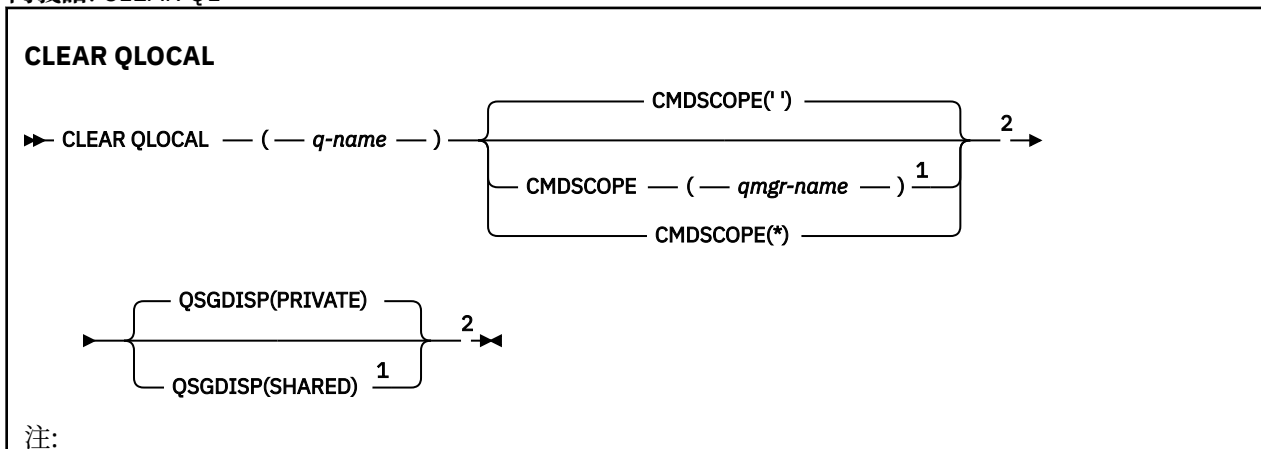 CLEAR QLOCAL
CMDSCOPE(' ')
CLEAR QLOCAL ( q-name ) 2
CMDSCOPE ( qmgr-name ) 1
CMDSCOPE(*)
QSGDISP(PRIVATE)
2
QSGDISP(SHARED) 1
注: